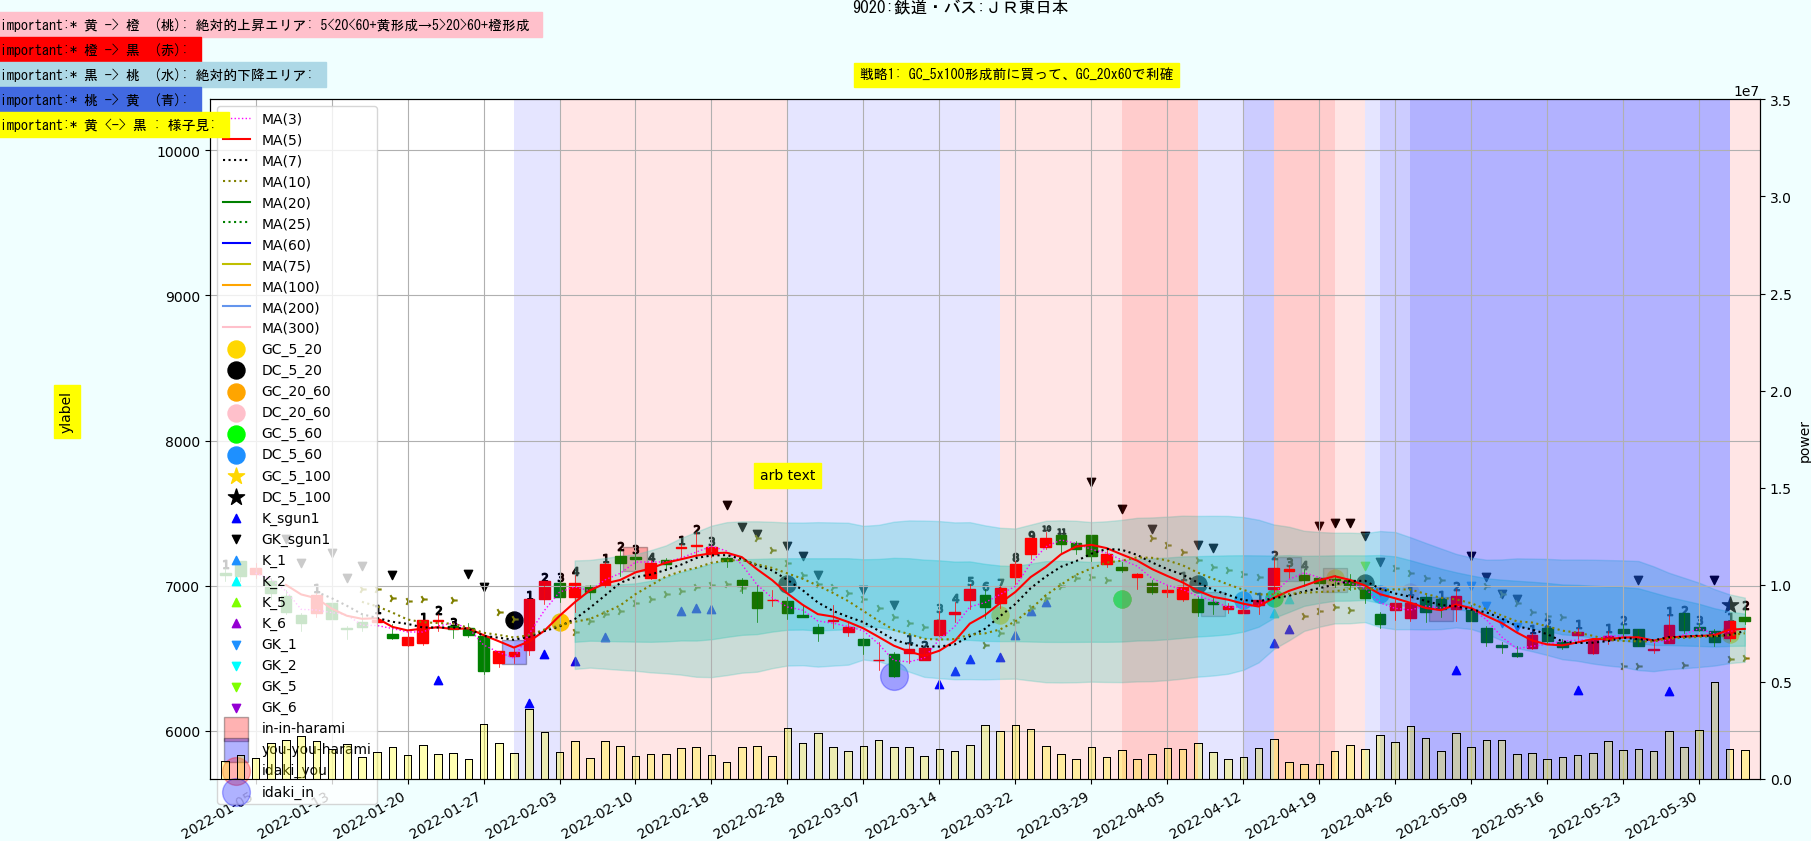 9020:鉄道・バス:ＪＲ東日本
important:* 黄 -> 橙 （桃）: 絶対的上昇エリア: 5<20<60+黄形成→5>20>60+橙形成
important:* 橙 -> 黒 （赤）:
important:* 黒 -> 桃 （水）: 絶対的下降エリア:
戦略1: GC_5x100形成前に買って、GC_20x60で利確
important:* 桃 -> 黄 （青）:
important:* 黄 <-> 黒 : 様子見:
1e7
MA(3)
MA(5)
MA(7)
MA(10)
MA(20)
MA(25)
MA(60)
MA(75)
MA(100)
MA(200)
MA(300)
GC_5_20
DC_5_20
GC_20_60
DC_20_60
GC_5_60
DC_5_60
GC_5_100
DC_5_100
K_sgun1
GK_sgun1
K_1
K_2
K_5
K_6
GK_1
GK_2
GK_5
GK_6
in-in-harami
you-you-harami
idaki_you
idaki_in
10000
9000
8000
7000
6000
ylabel
arb text
3.5
3.0
2.5
2.0
1.5
1.0
0.5
0.0
power
2022-01-05
2022-01-13
2022-01-20
2022-01-27
2022-02-03
2022-02-10
2022-02-18
2022-02-28
2022-03-07
2022-03-14
2022-03-22
2022-03-29
2022-04-05
2022-04-12
2022-04-19
2022-04-26
2022-05-09
2022-05-16
2022-05-23
2022-05-30